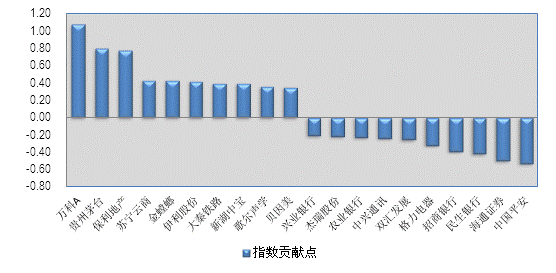 1.20
1.00
0.80
0.60
0.40
0.20
0.00
-0.20
-0.40
-0.60
-0.80
万科A
贵州茅台
保利地产
苏宁云商
金螳螂
伊利股份
大秦铁路
新湖中宝
歌尔声学
贝因美
兴业银行
杰瑞股份
农业银行
中兴通讯
双汇发展
格力电器
招商银行
民生银行
海通证券
中国平安
指数贡献点